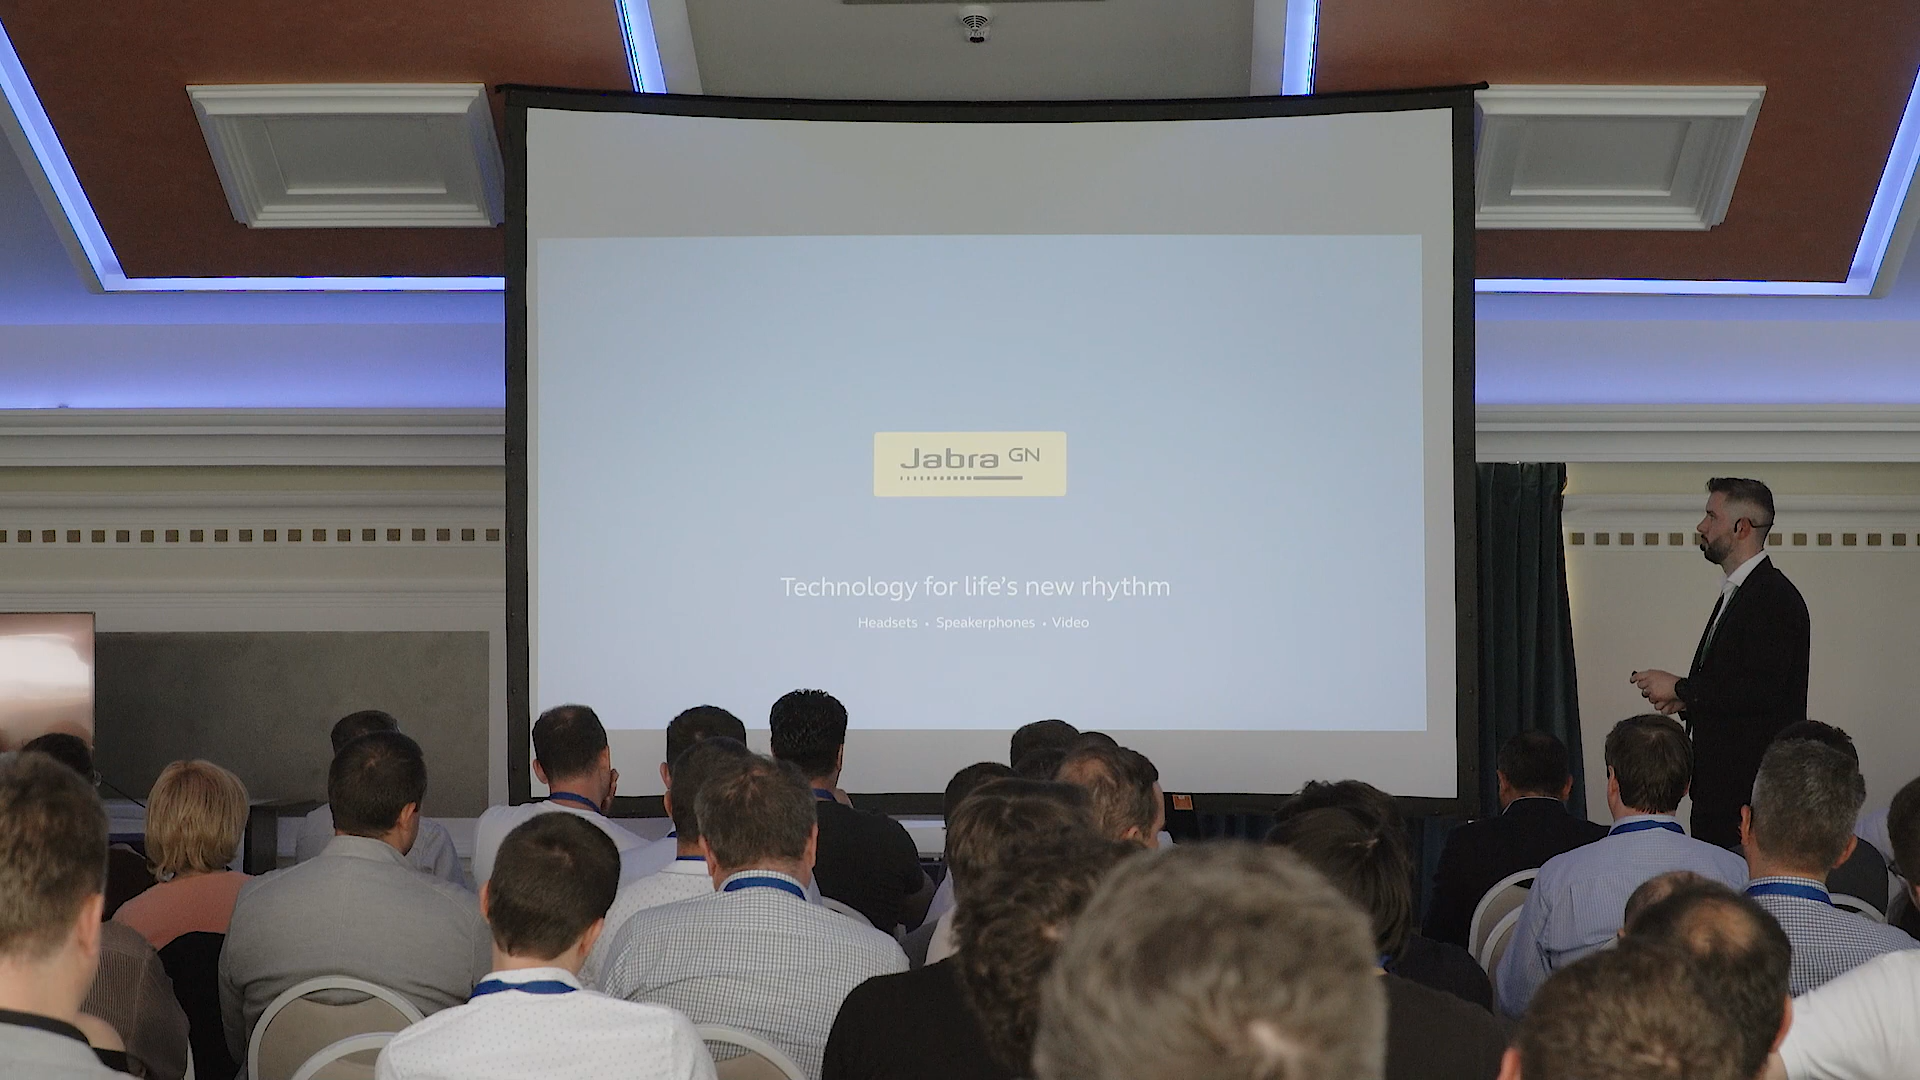 Jabra GN
Technology for life's new rhythm
Headsets • Speakerphones • Video